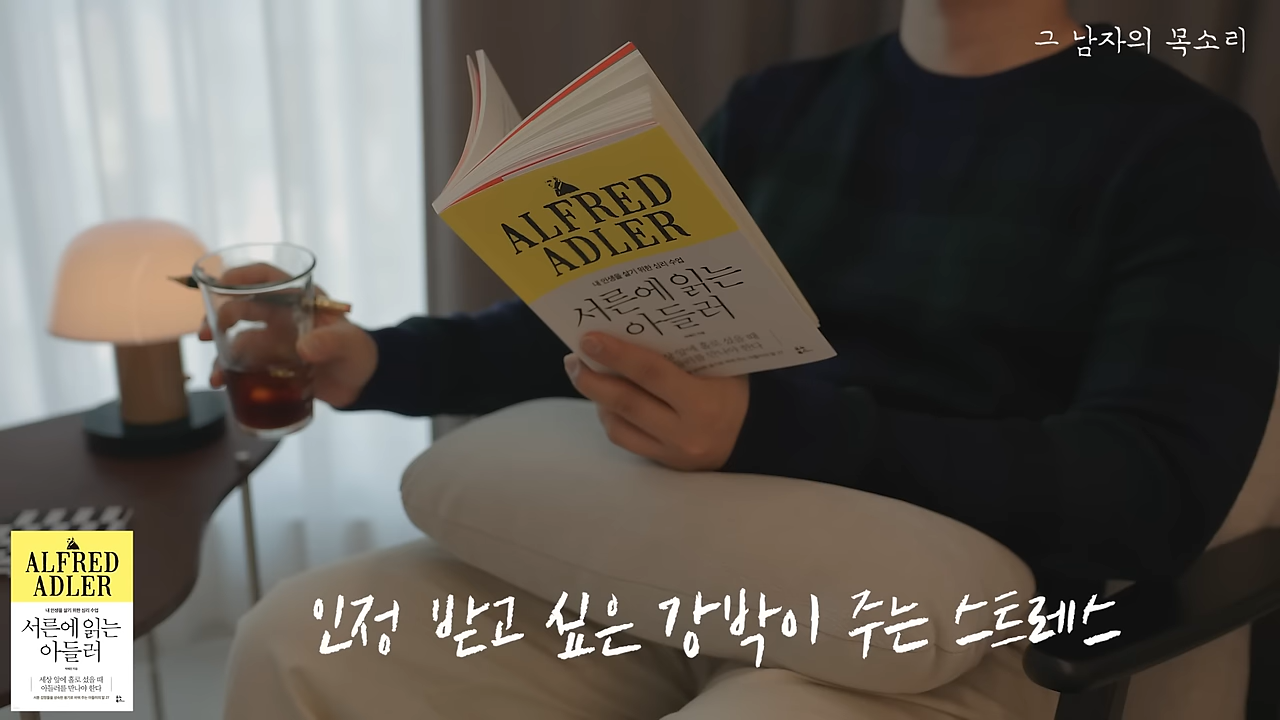 그 남자의 목소리
ALFRED
ADLER
내 인생을 살기 위한 심리 수업
서른에 읽는
아들러
인정 받고 싶은 강박이 주는 스트레스
ALFRED
ADLER
내 인생을 살기 위한 심리 수업
서른에 읽는
아들러
세상 앞에 홀로 섰을 때
아들러를 만나야 한다